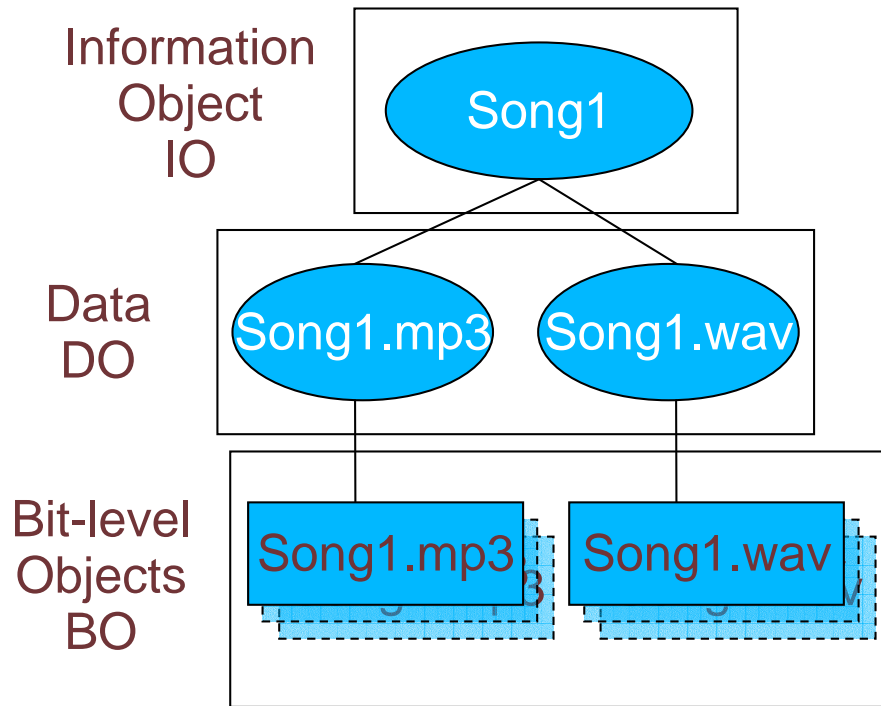 Information
Object
IO
Song1
Data
DO
Song1.mp3 Song1.wav
Bit-level
Objects
BO
Song1.mp3 Song1.wav